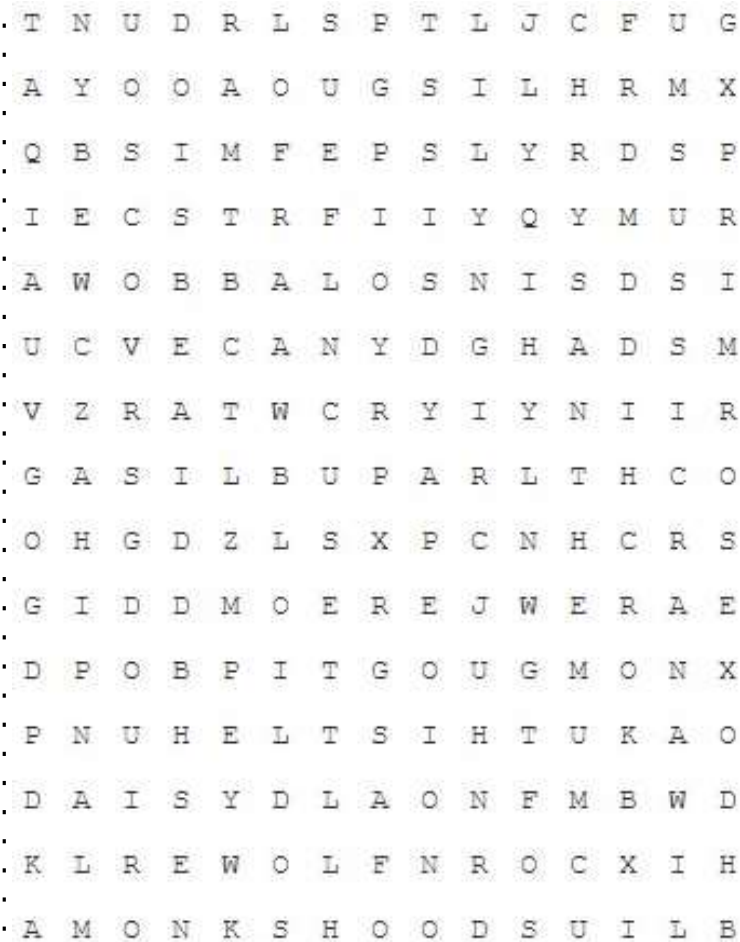 T N U D R L S P T L J C F U G
A Y O O A O U G S I L H R M X
Q B S I M F E P S L Y R D S P
I E C S T R F I I Y Q Y M U R
A W O B B A L O S N I S D S I
U C V E C A N Y D G H A D S M
V Z R A T W C R Y I Y N I I R
G A S I L B U P A R L T H C O
O H G D Z L S X P C N H C R S
G I D D M O E R E J W E R A E
D P O B P I T G O U G M O N X
P N U H E L T S I H T U K A O
D A I S Y D L A O N F M B W D
K L R E W O L F N R O C X I H
A M O N K S H O O D S U I L B